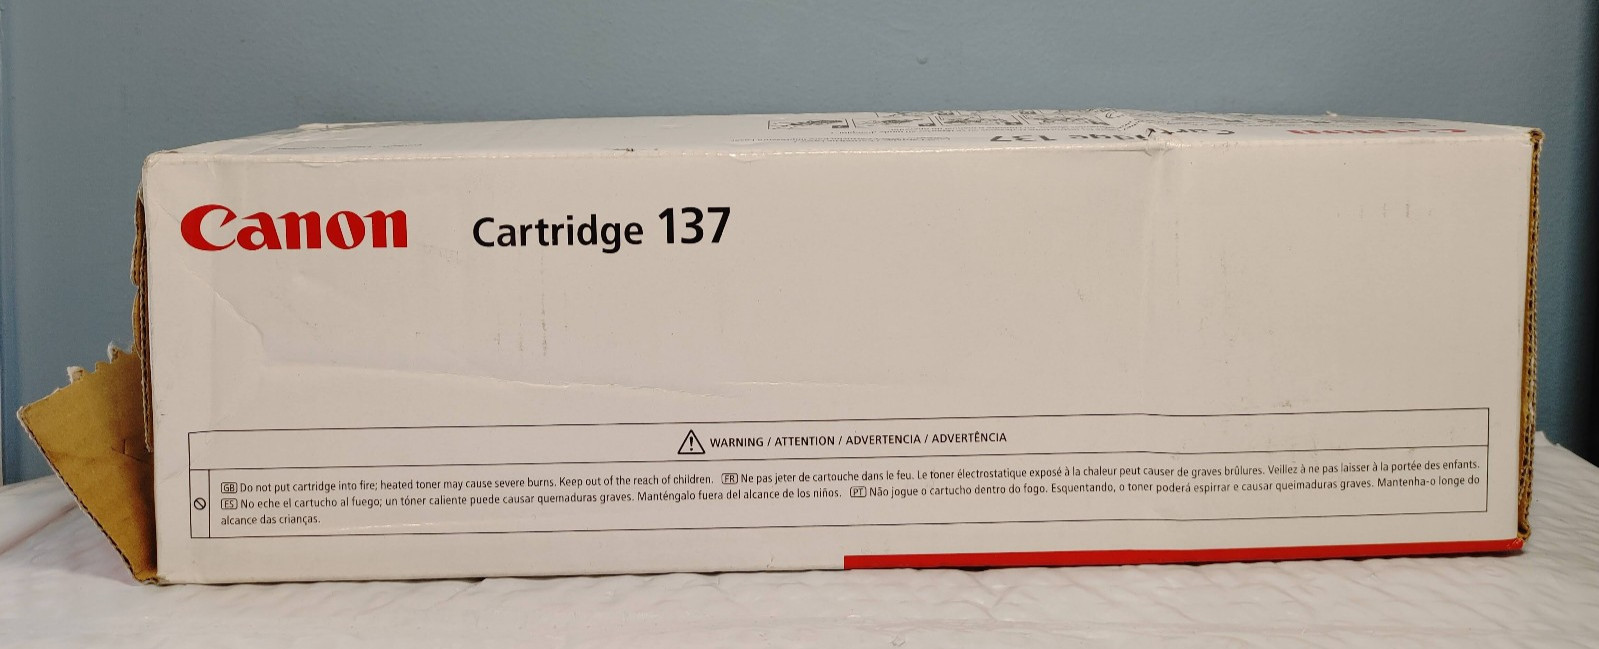 Cartridge 137
Canon Cartridge 137
WARNING / ATTENTION / ADVERTENCIA / ADVERTÊNCIA
GB Do not put cartridge into fire; heated toner may cause severe burns. Keep out of the reach of children. FR Ne pas jeter de cartouche dans le feu. Le toner électrostatique exposé à la chaleur peut causer de graves brûlures. Veillez à ne pas laisser à la portée des enfants.
ES No eche el cartucho al fuego; un tóner caliente puede causar quemaduras graves. Manténgalo fuera del alcance de los niños. PT Não jogue o cartucho dentro do fogo. Esquentando, o toner poderá espirrar e causar queimaduras graves. Mantenha-o longe do
alcance das crianças.